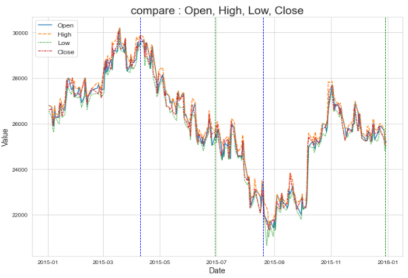 compare : Open, High, Low, Close
Open
High
Low
Close
Value
30000
28000
26000
24000
22000
2015-01
2015-03
2015-05
2015-07
2015-09
2015-11
2016-01
Date